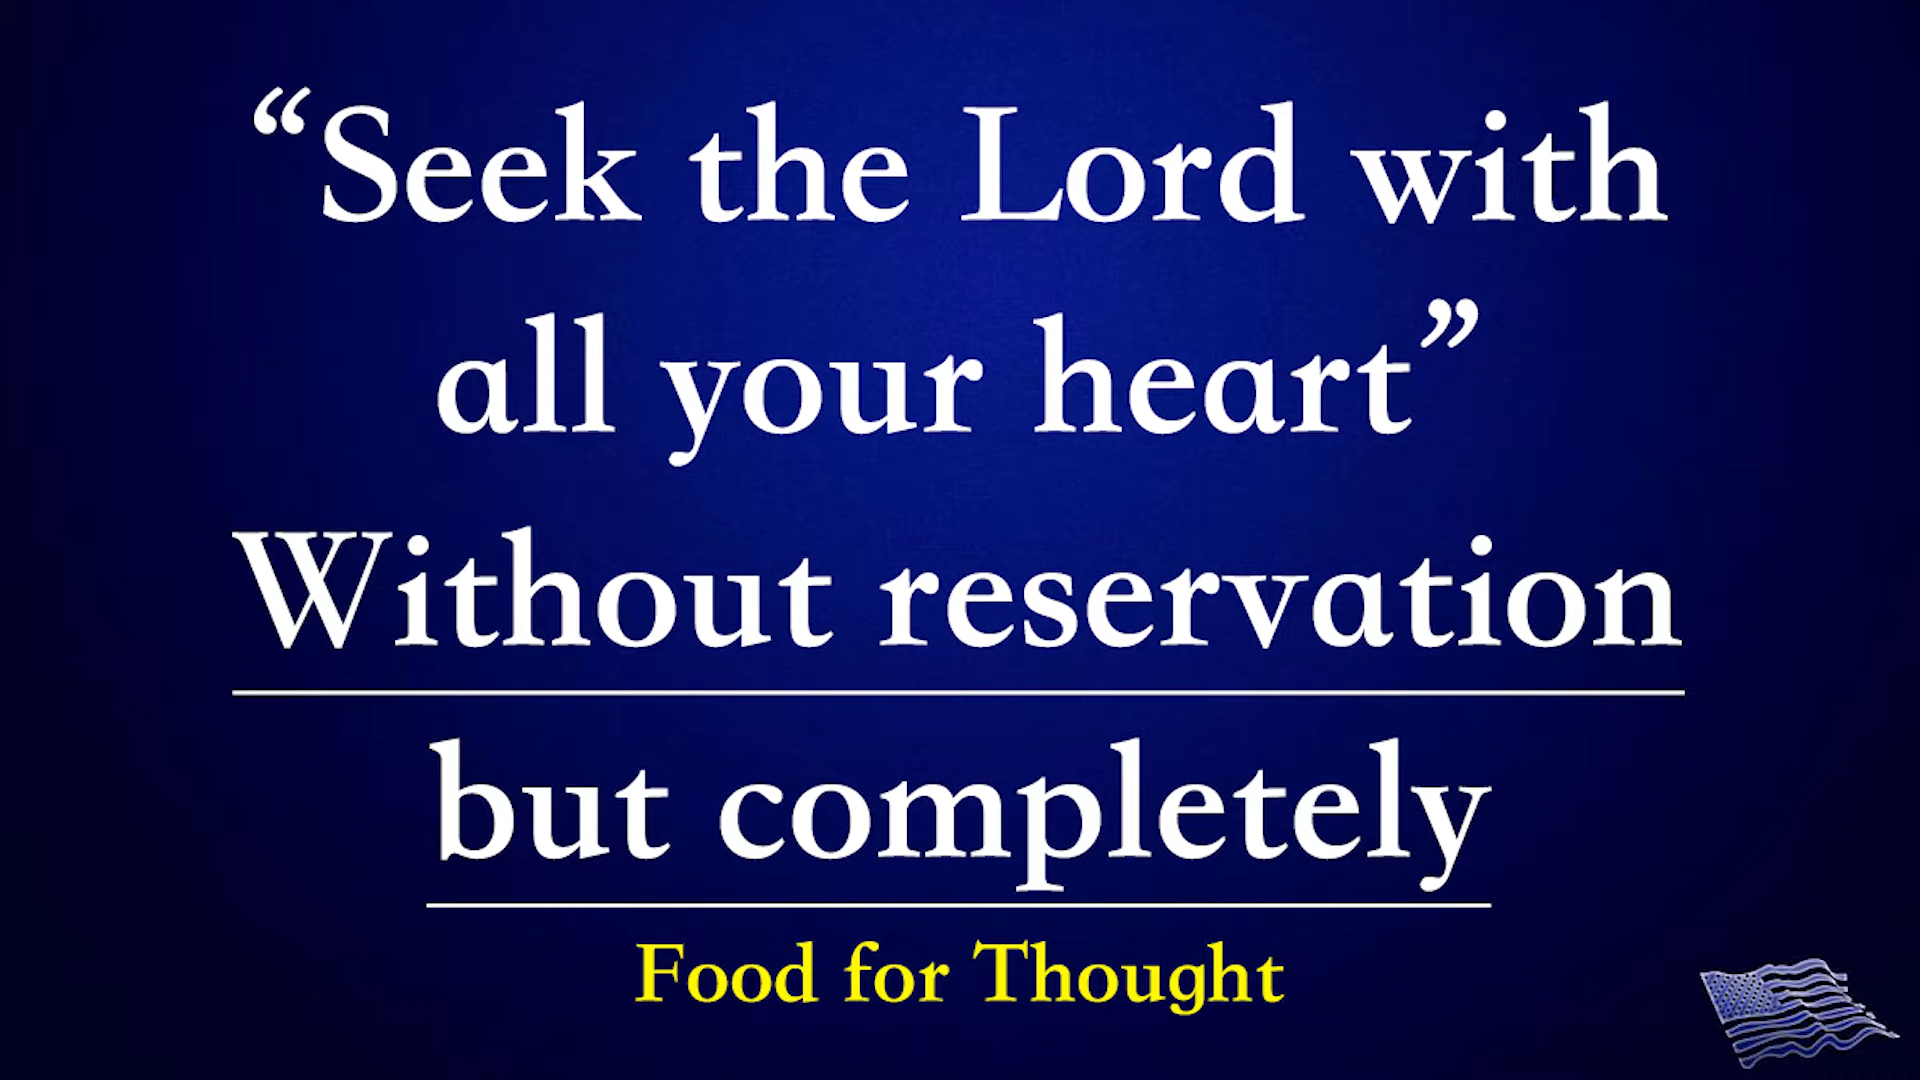 “Seek the Lord with
all your heart”
Without reservation
but completely
Food for Thought